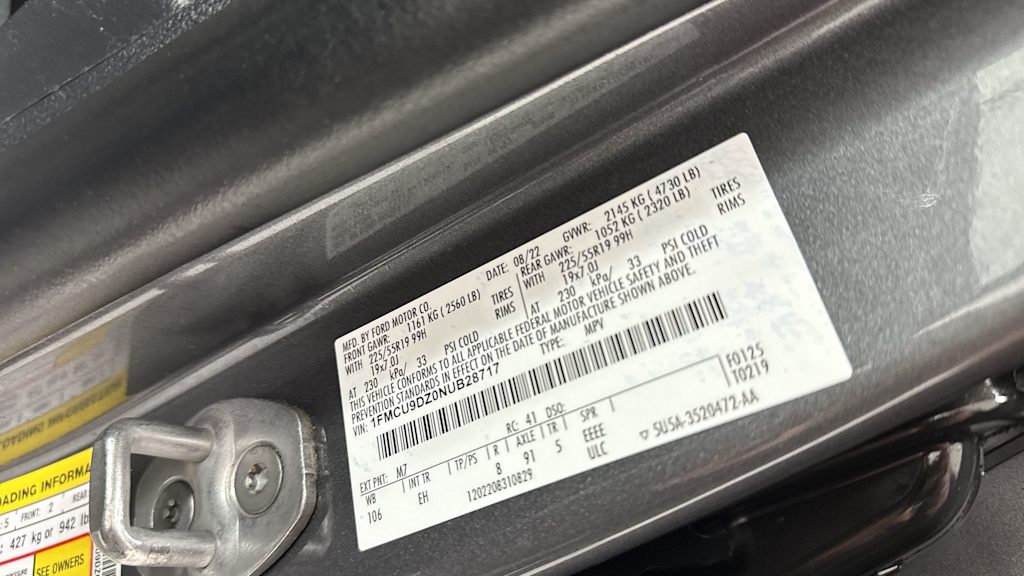 MFD. BY FORD MOTOR CO.
DATE: 08/22 GVWR: 2145 KG ( 4730 LB)
FRONT GAWR: 1161 KG ( 2560 LB) REAR GAWR: 1052 KG ( 2320 LB)
WITH 225/55R19 99H TIRES WITH 225/55R19 99H TIRES
19x7.0J RIMS 19x7.0J RIMS
AT 230 kPa/ 33 PSI COLD AT 230 kPa/ 33 PSI COLD
THIS VEHICLE CONFORMS TO ALL APPLICABLE FEDERAL MOTOR VEHICLE SAFETY AND THEFT
PREVENTION STANDARDS IN EFFECT ON THE DATE OF MANUFACTURE SHOWN ABOVE.
VIN: 1FMCU9DZ0NUB28717 TYPE: MPV
F0125
T0219
EXT PNT: M7 RC: 41 DSO:
WB INT TR TP/PS R AXLE TR SPR
106 EH 8 91 5 EEEE
ULC
1202208310829
▽ 5U5A-3520472-AA
LOADING INFORMA
: 5 FRONT: 2 REAR
: 427 kg or 942 lb
SEE OWNERS